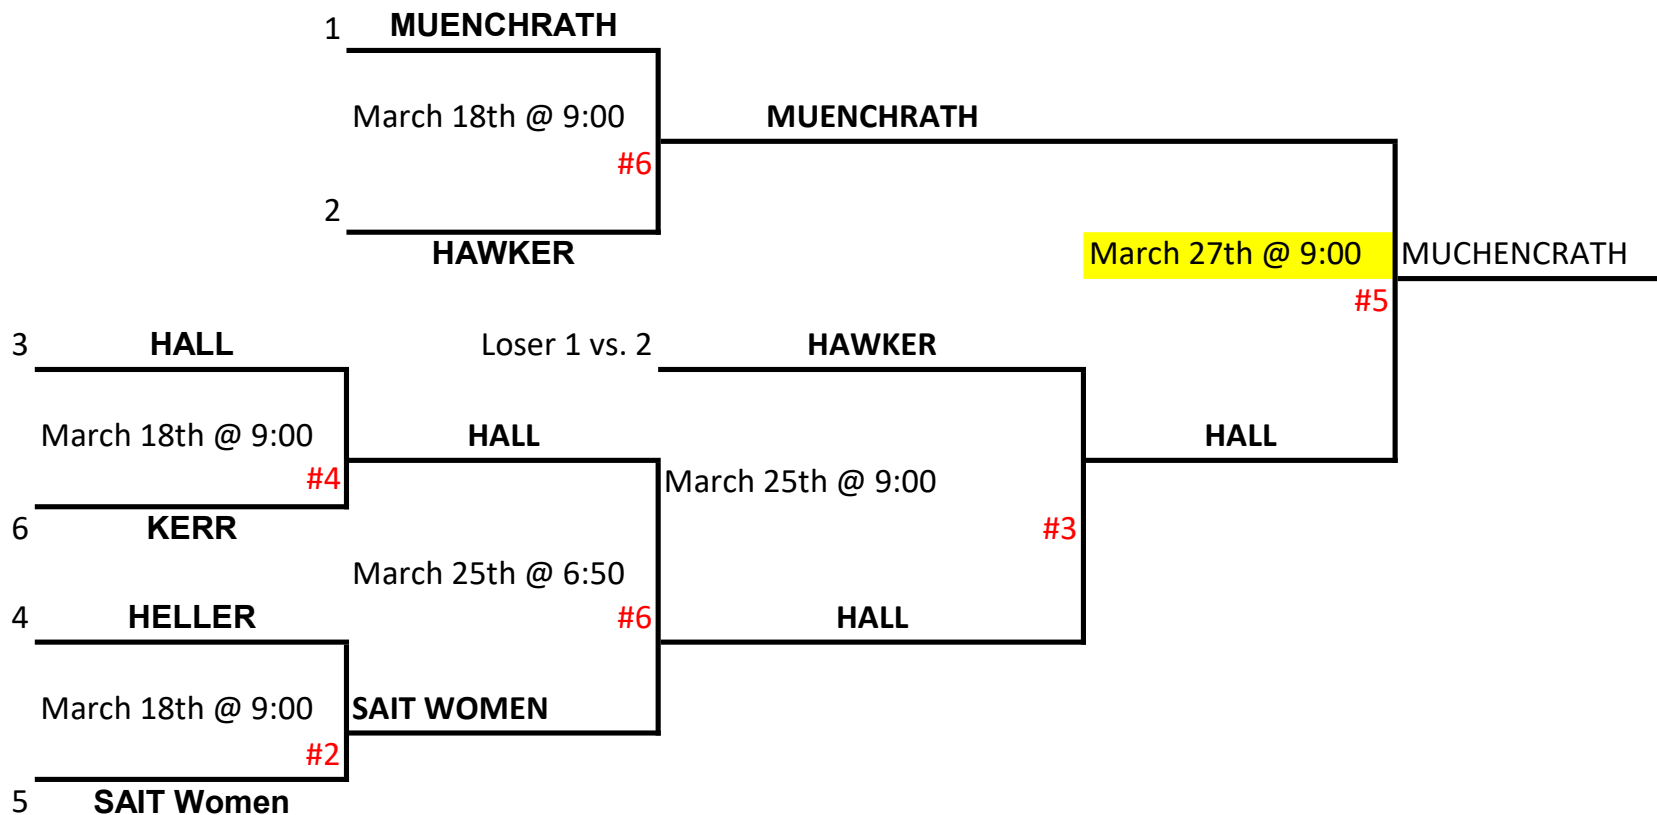 1 MUENCHRATH
March 18th @ 9:00 MUENCHRATH
#6
2
HAWKER March 27th @ 9:00 MUCHENCRATH
#5
3 HALL Loser 1 vs. 2 HAWKER
March 18th @ 9:00 HALL HALL
#4 March 25th @ 9:00
6 KERR #3
March 25th @ 6:50
4 HELLER #6 HALL
March 18th @ 9:00 SAIT WOMEN
#2
5 SAIT Women